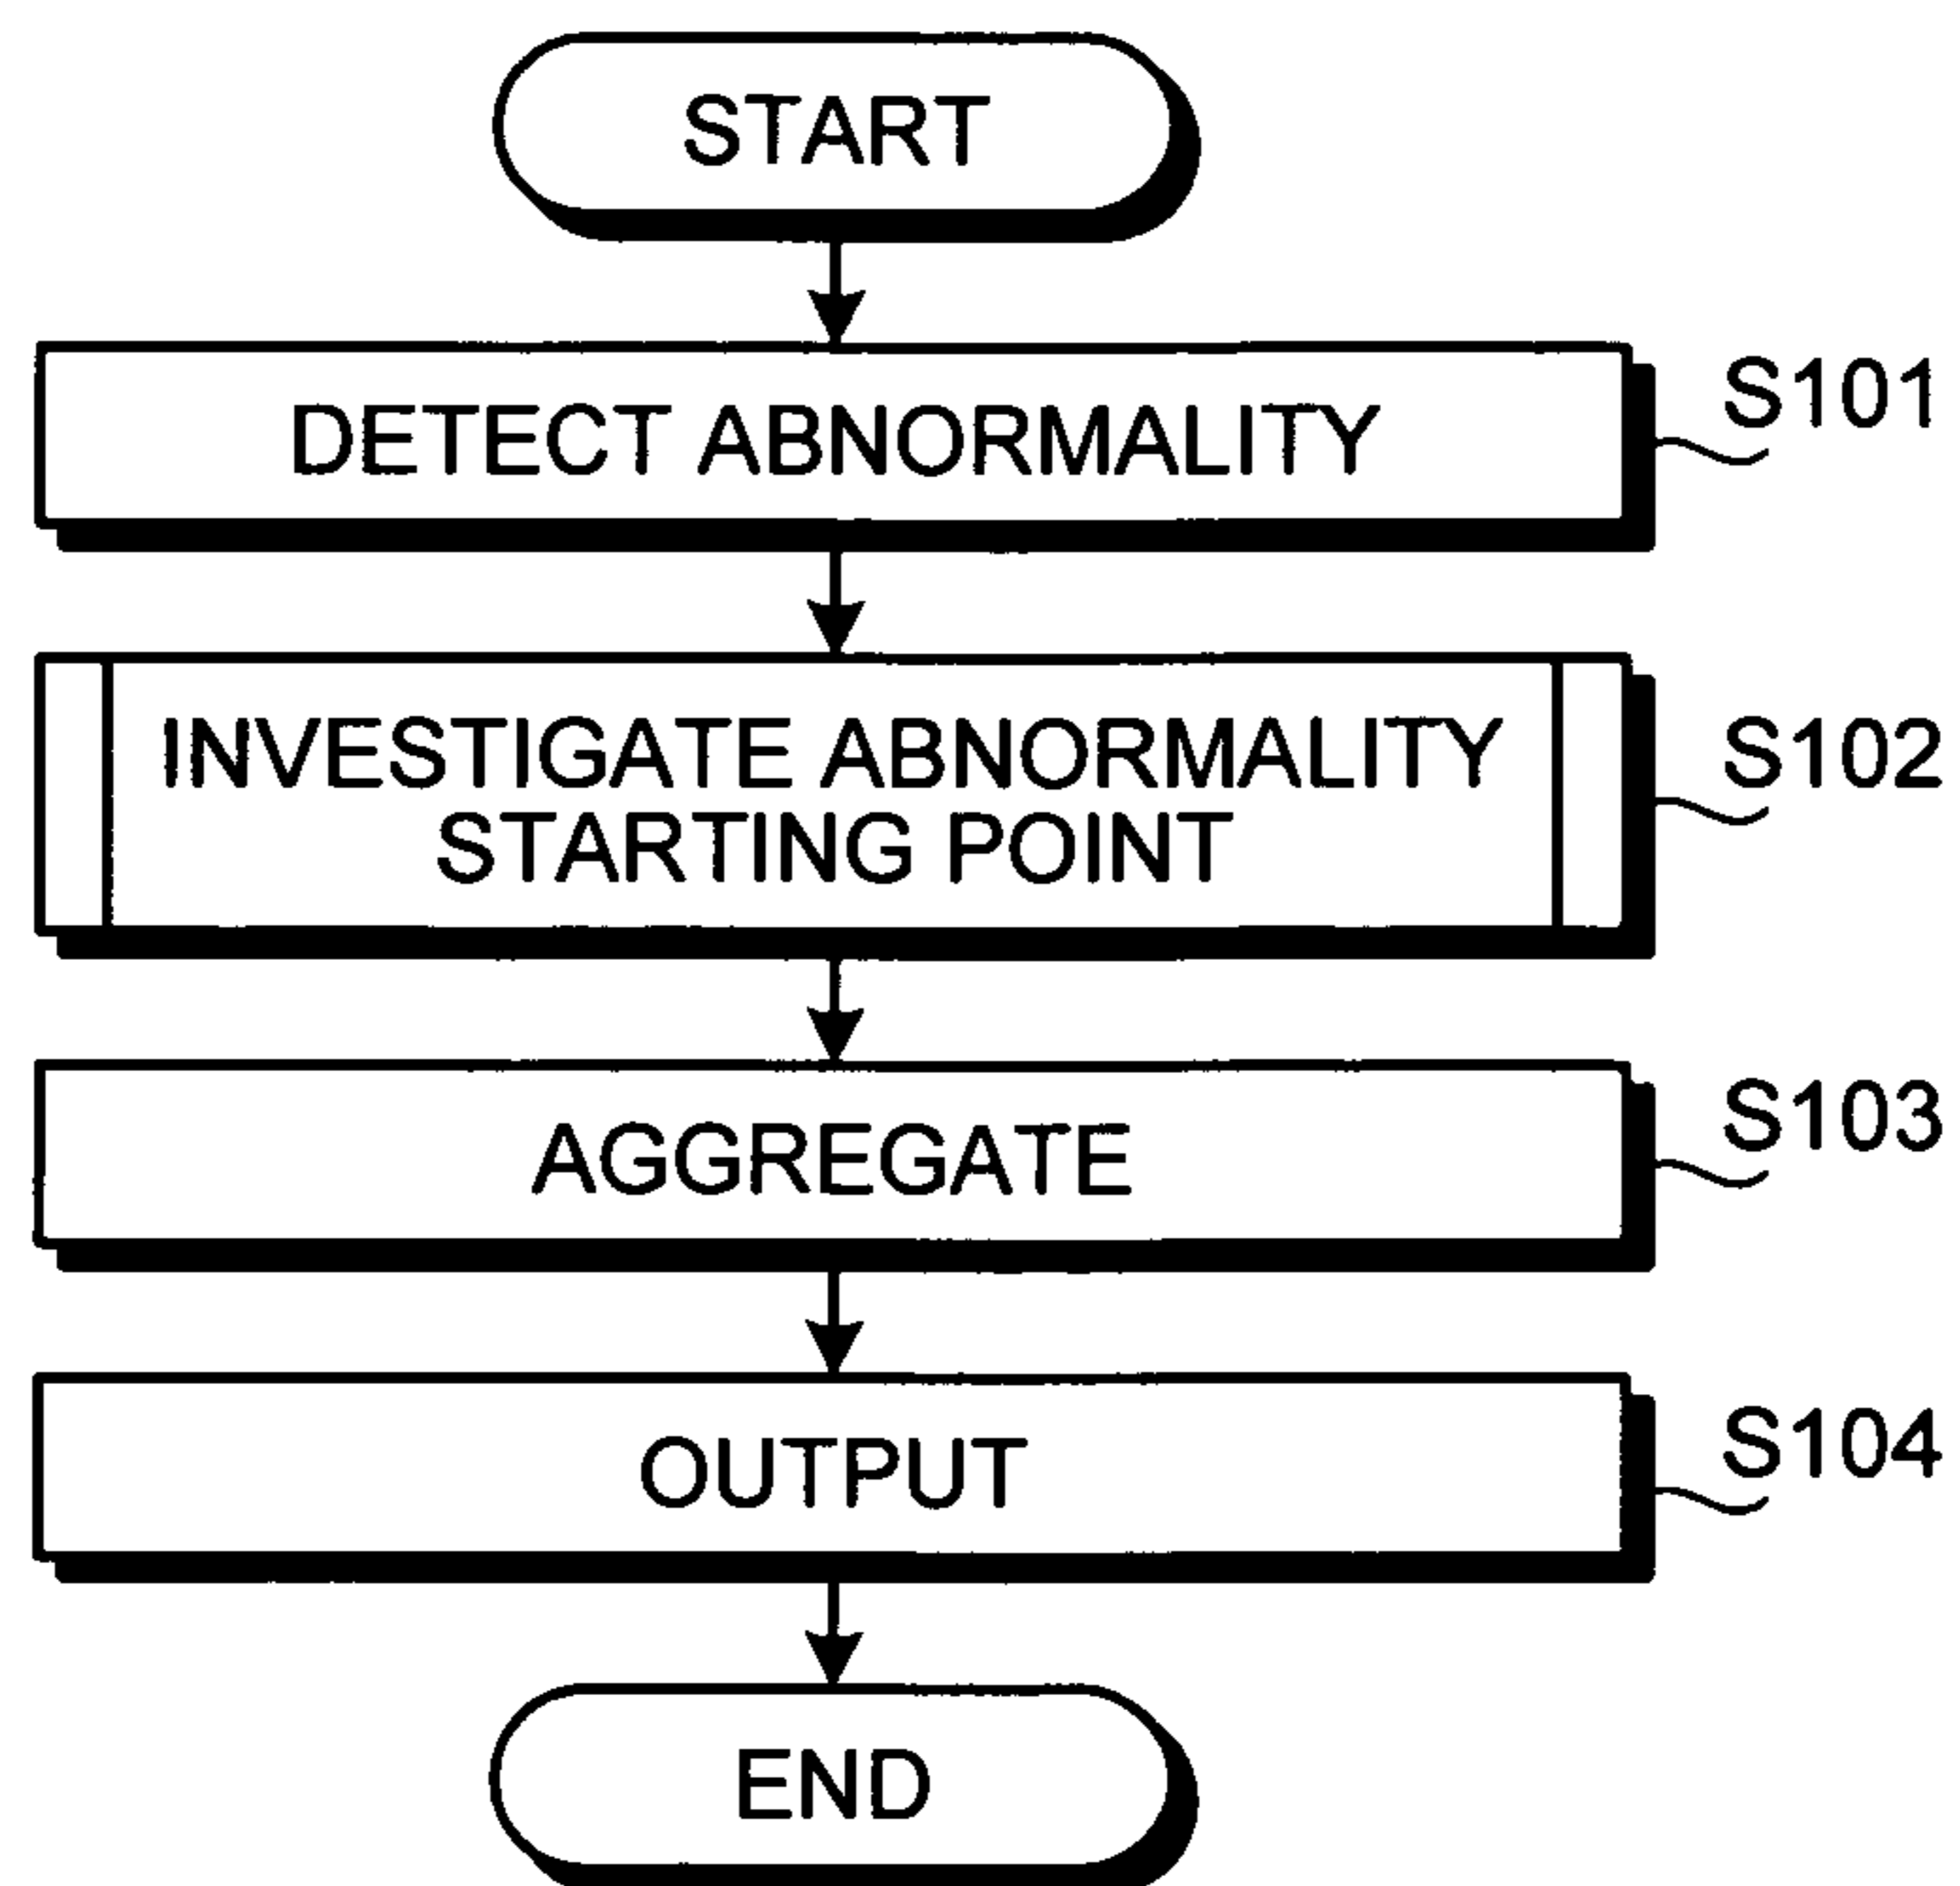 START
DETECT ABNORMALITY
S101
INVESTIGATE ABNORMALITY
STARTING POINT
S102
AGGREGATE
S103
OUTPUT
S104
END